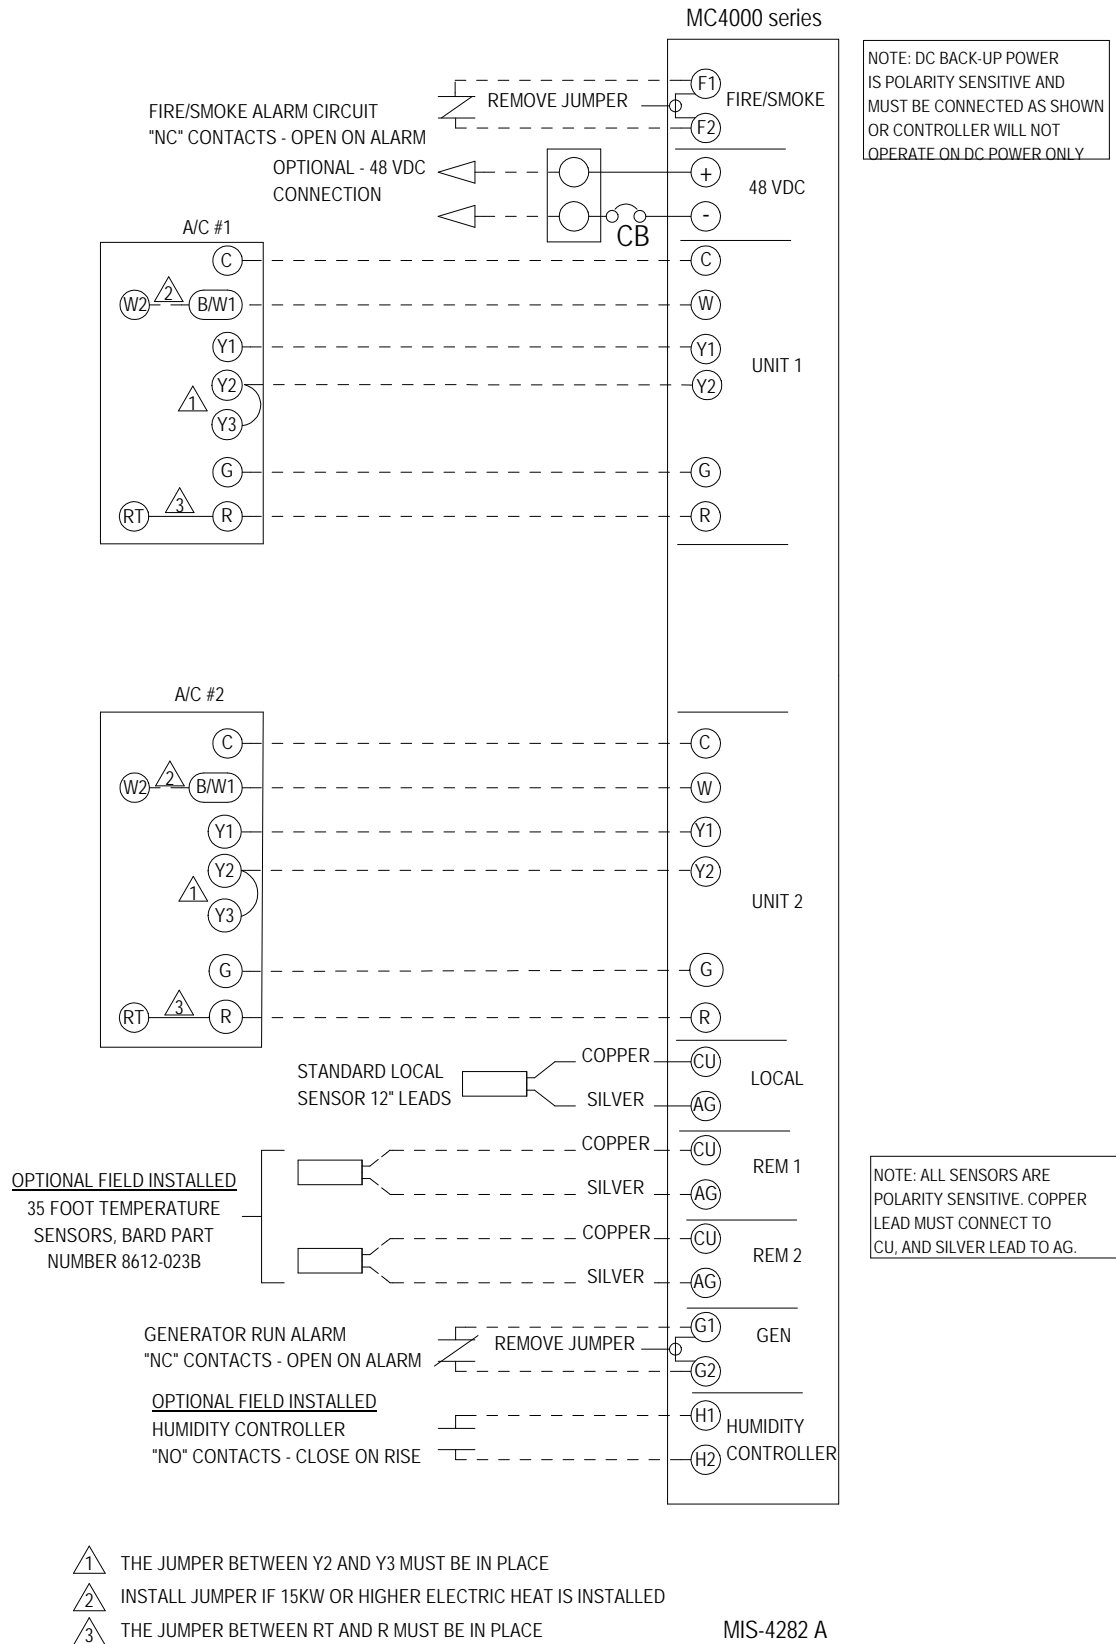 MC4000 series
NOTE: DC BACK-UP POWER
IS POLARITY SENSITIVE AND
MUST BE CONNECTED AS SHOWN
OR CONTROLLER WILL NOT
OPERATE ON DC POWER ONLY
F1
REMOVE JUMPER
FIRE/SMOKE
FIRE/SMOKE ALARM CIRCUIT
"NC" CONTACTS - OPEN ON ALARM
F2
OPTIONAL - 48 VDC
CONNECTION
+
48 VDC
-
CB
A/C #1
C
C
W2
2
B/W1
W
Y1
Y1
UNIT 1
Y2
Y2
1
Y3
G
G
RT
3
R
R
A/C #2
C
C
W2
2
B/W1
W
Y1
Y1
Y2
Y2
1
Y3
UNIT 2
G
G
RT
3
R
R
STANDARD LOCAL
SENSOR 12" LEADS
COPPER
CU
LOCAL
SILVER
AG
OPTIONAL FIELD INSTALLED
35 FOOT TEMPERATURE
SENSORS, BARD PART
NUMBER 8612-023B
COPPER
CU
REM 1
SILVER
AG
COPPER
CU
REM 2
SILVER
AG
NOTE: ALL SENSORS ARE
POLARITY SENSITIVE. COPPER
LEAD MUST CONNECT TO
CU, AND SILVER LEAD TO AG.
GENERATOR RUN ALARM
"NC" CONTACTS - OPEN ON ALARM
REMOVE JUMPER
G1
GEN
G2
OPTIONAL FIELD INSTALLED
HUMIDITY CONTROLLER
"NO" CONTACTS - CLOSE ON RISE
H1
HUMIDITY
CONTROLLER
H2
1 THE JUMPER BETWEEN Y2 AND Y3 MUST BE IN PLACE
2 INSTALL JUMPER IF 15KW OR HIGHER ELECTRIC HEAT IS INSTALLED
3 THE JUMPER BETWEEN RT AND R MUST BE IN PLACE
MIS-4282 A